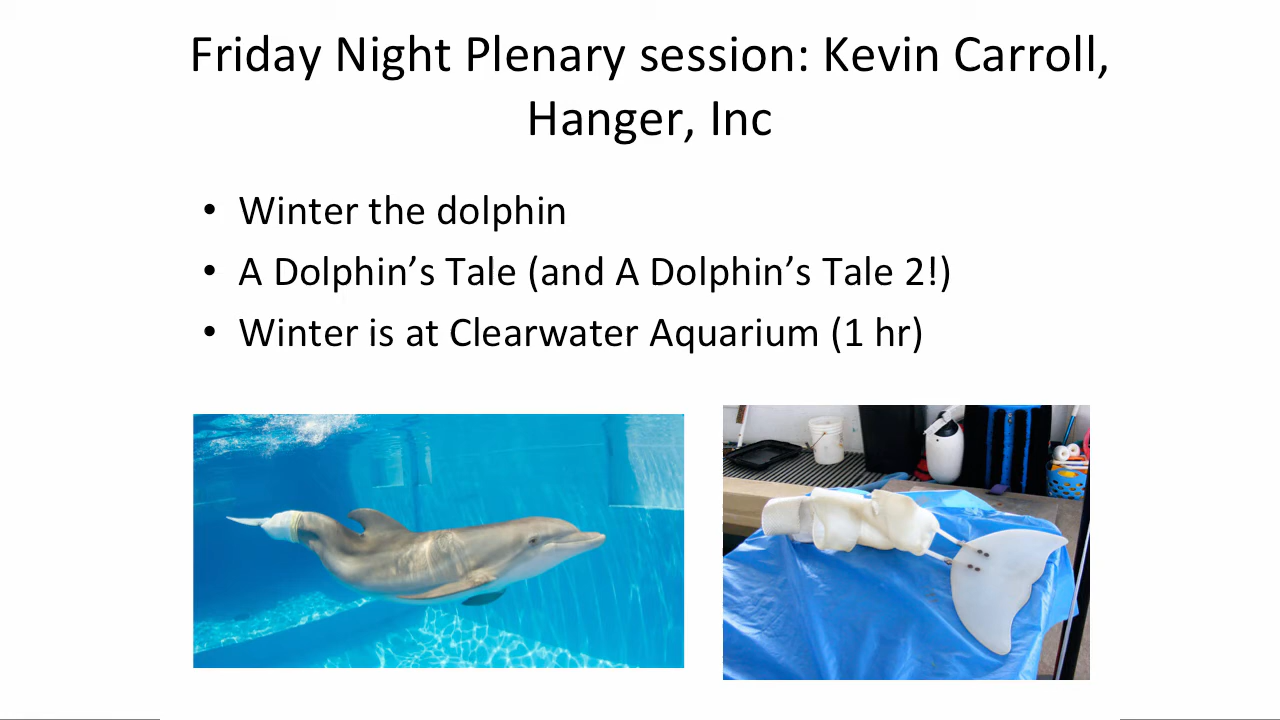 Friday Night Plenary session: Kevin Carroll,
Hanger, Inc
• Winter the dolphin
• A Dolphin’s Tale (and A Dolphin’s Tale 2!)
• Winter is at Clearwater Aquarium (1 hr)